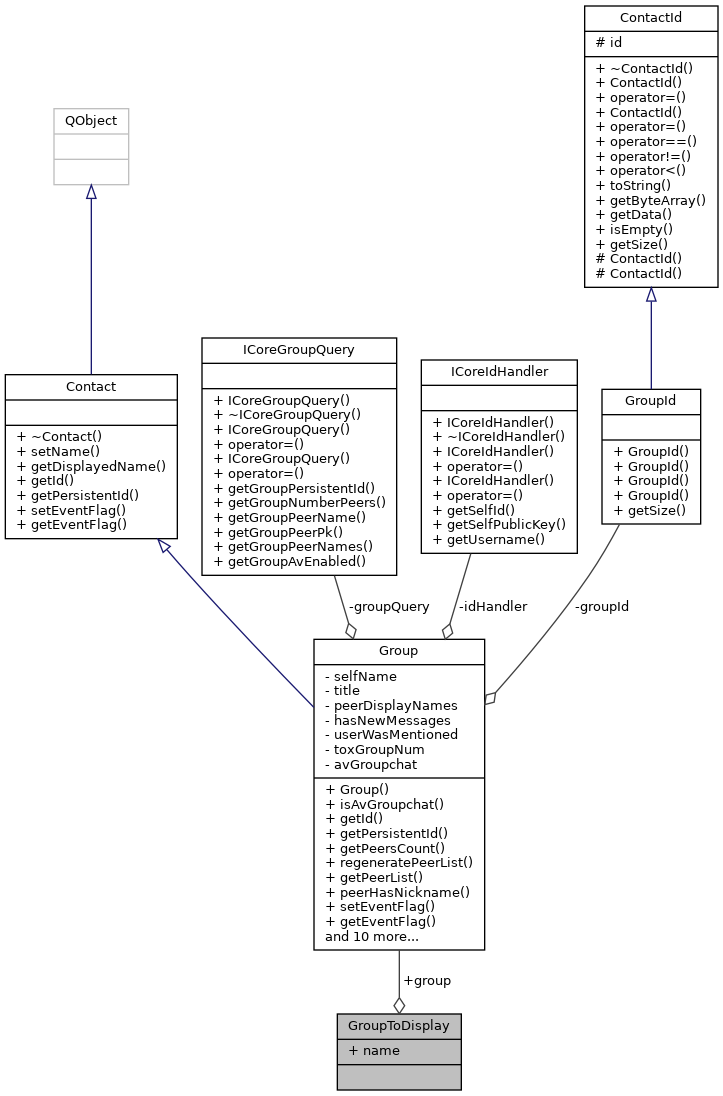 ContactId
# id
+ ~ContactId()
+ ContactId()
+ operator=()
+ ContactId()
+ operator=()
+ operator==()
+ operator!=()
+ operator<()
+ toString()
+ getByteArray()
+ getData()
+ isEmpty()
+ getSize()
# ContactId()
# ContactId()
QObject
Contact
+ ~Contact()
+ setName()
+ getDisplayedName()
+ getId()
+ getPersistentId()
+ setEventFlag()
+ getEventFlag()
ICoreGroupQuery
+ ICoreGroupQuery()
+ ~ICoreGroupQuery()
+ ICoreGroupQuery()
+ operator=()
+ ICoreGroupQuery()
+ operator=()
+ getGroupPersistentId()
+ getGroupNumberPeers()
+ getGroupPeerName()
+ getGroupPeerPk()
+ getGroupPeerNames()
+ getGroupAvEnabled()
ICoreIdHandler
+ ICoreIdHandler()
+ ~ICoreIdHandler()
+ ICoreIdHandler()
+ operator=()
+ ICoreIdHandler()
+ operator=()
+ getSelfId()
+ getSelfPublicKey()
+ getUsername()
GroupId
+ GroupId()
+ GroupId()
+ GroupId()
+ GroupId()
+ getSize()
-groupQuery
-idHandler
-groupId
Group
- selfName
- title
- peerDisplayNames
- hasNewMessages
- userWasMentioned
- toxGroupNum
- avGroupchat
+ Group()
+ isAvGroupchat()
+ getId()
+ getPersistentId()
+ getPeersCount()
+ regeneratePeerList()
+ getPeerList()
+ peerHasNickname()
+ setEventFlag()
+ getEventFlag()
and 10 more...
+group
GroupToDisplay
+ name